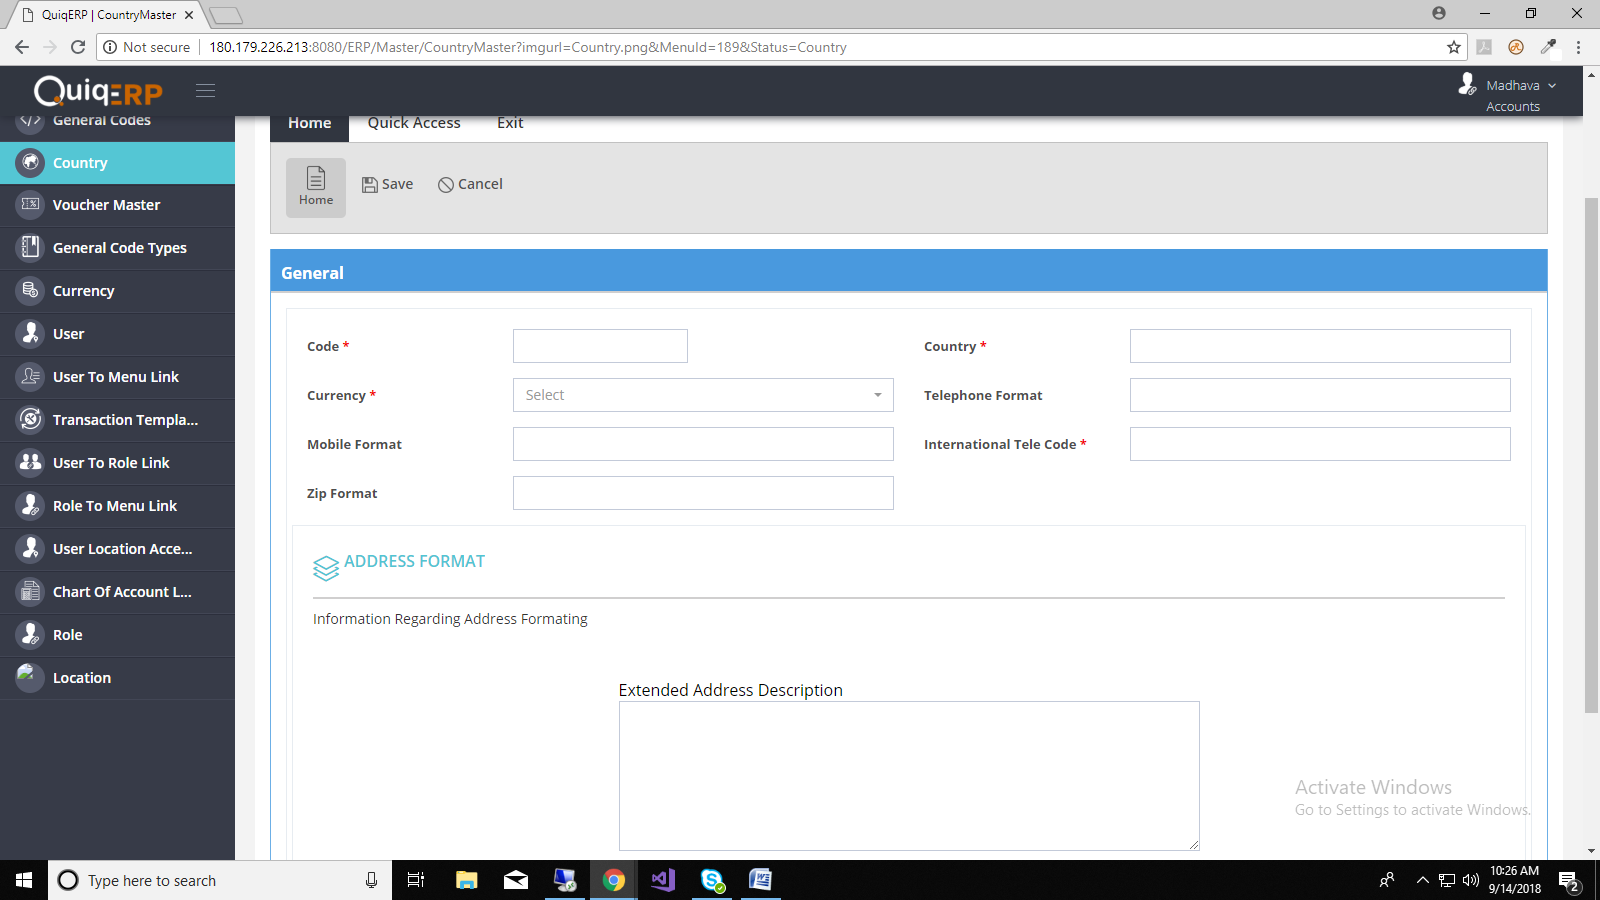 QuiqERP | CountryMaster
Not secure
180.179.226.213:8080/ERP/Master/CountryMaster?imgurl=Country.png&MenuId=189&Status=Country
QuiqERP
Madhava
Accounts
General Codes
Country
Voucher Master
General Code Types
Currency
User
User To Menu Link
Transaction Templa...
User To Role Link
Role To Menu Link
User Location Acce...
Chart Of Account L...
Role
Location
Home Quick Access Exit
Home
Save
Cancel
General
Code *
Country *
Currency *
Select
Telephone Format
Mobile Format
International Tele Code *
Zip Format
ADDRESS FORMAT
Information Regarding Address Formating
Extended Address Description
Activate Windows
Go to Settings to activate Windows.
Type here to search
10:26 AM
9/14/2018
2